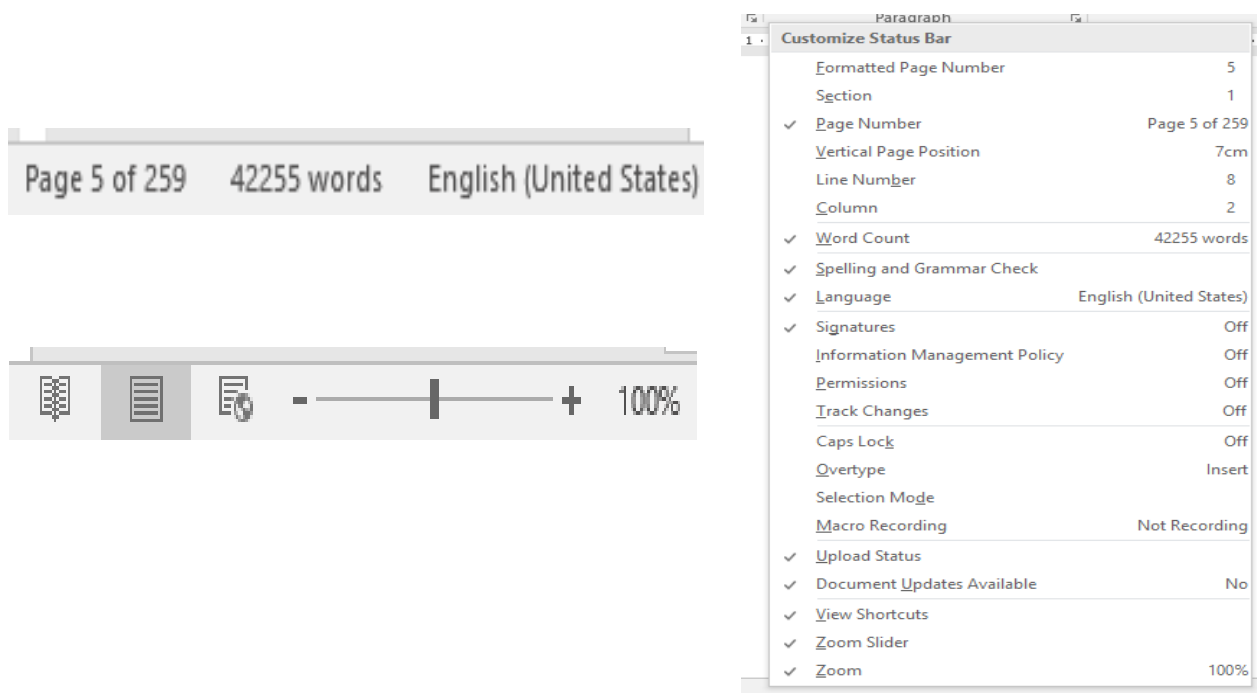 Page 5 of 259 42255 words English (United States)
100%
Paragraph
1
Customize Status Bar
Formatted Page Number 5
Section 1
Page Number Page 5 of 259
Vertical Page Position 7cm
Line Number 8
Column 2
Word Count 42255 words
Spelling and Grammar Check
Language English (United States)
Signatures Off
Information Management Policy Off
Permissions Off
Track Changes Off
Caps Lock Off
Overtype Insert
Selection Mode
Macro Recording Not Recording
Upload Status
Document Updates Available No
View Shortcuts
Zoom Slider
Zoom 100%